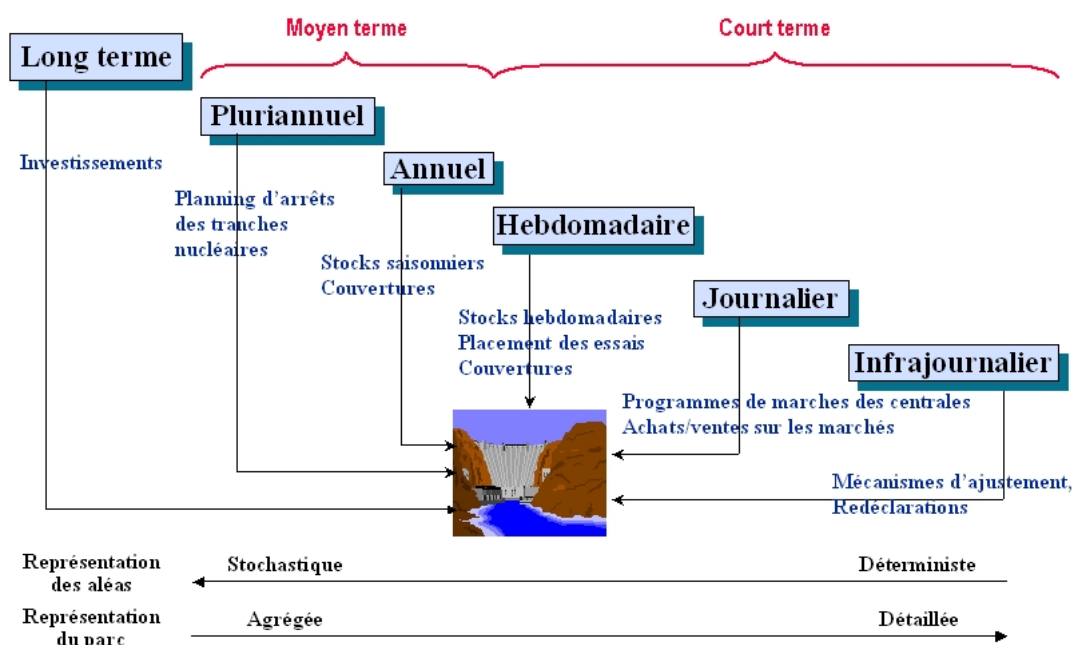 Moyen terme
Court terme
Long terme
Pluriannuel
Investissements
Annuel
Planning d'arrêts
des tranches
nucléaires
Hebdomadaire
Stocks saisonniers
Couvertures
Journalier
Stocks hebdomadaires
Placement des essais
Couvertures
Infrajournalier
Programmes de marches des centrales
Achats/ventes sur les marchés
Mécanismes d'ajustement,
Redéclarations
Représentation
des aléas
Stochastique
Déterministe
Représentation
du parc
Agrégée
Détaillée